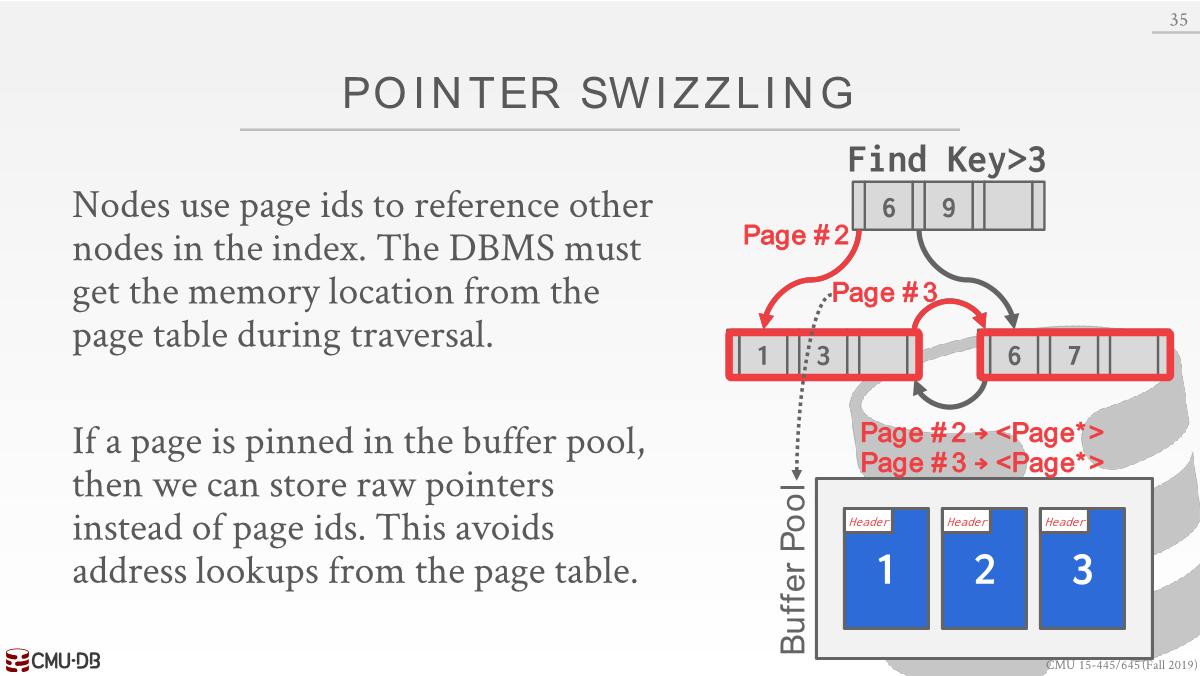 35
POINTER SWIZZLING
Nodes use page ids to reference other
nodes in the index. The DBMS must
get the memory location from the
page table during traversal.
If a page is pinned in the buffer pool,
then we can store raw pointers
instead of page ids. This avoids
address lookups from the page table.
Find Key>3
6 9
Page #2
Page #3
1 3
6 7
Page #2 → <Page*>
Page #3 → <Page*>
Buffer Pool
Header Header Header
1 2 3
CMU·DB
CMU 15-445/645 (Fall 2019)